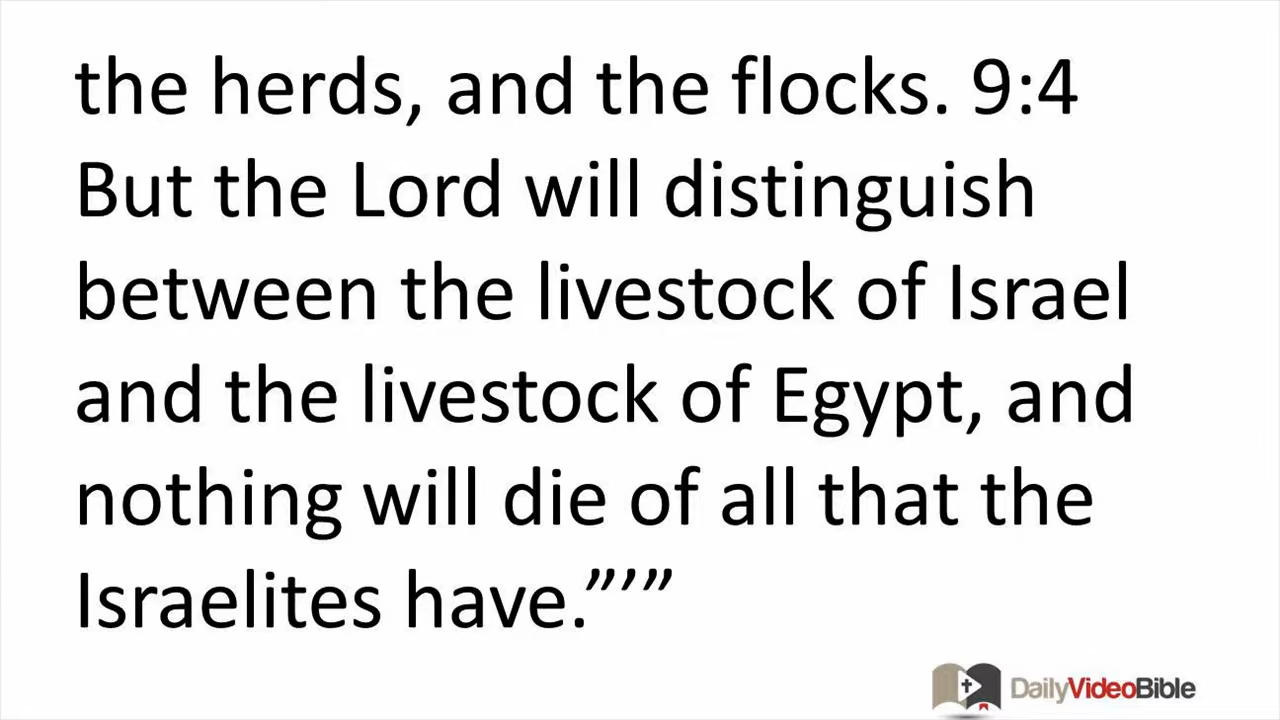 the herds, and the flocks. 9:4
But the Lord will distinguish
between the livestock of Israel
and the livestock of Egypt, and
nothing will die of all that the
Israelites have.”’”
DailyVideoBible